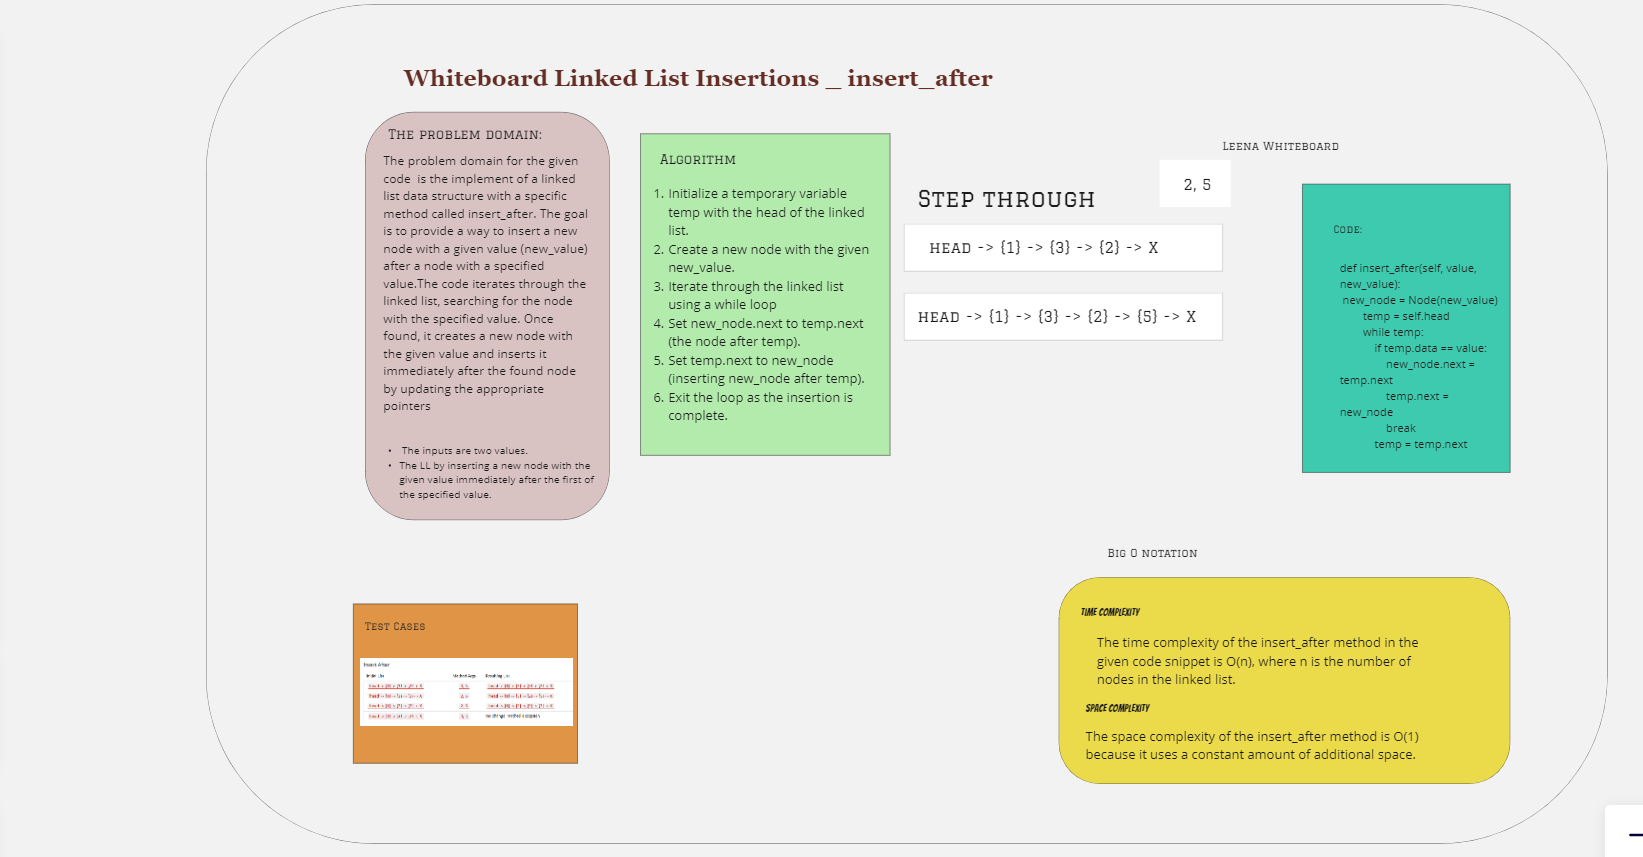 Whiteboard Linked List Insertions _ insert_after
The problem domain:
The problem domain for the given
code is the implement of a linked
list data structure with a specific
method called insert_after. The goal
is to provide a way to insert a new
node with a given value (new_value)
after a node with a specified
value.The code iterates through the
linked list, searching for the node
with the specified value. Once
found, it creates a new node with
the given value and inserts it
immediately after the found node
by updating the appropriate
pointers
• The inputs are two values.
• The LL by inserting a new node with the
given value immediately after the first of
the specified value.
Algorithm
1. Initialize a temporary variable
temp with the head of the linked
list.
2. Create a new node with the given
new_value.
3. Iterate through the linked list
using a while loop
4. Set new_node.next to temp.next
(the node after temp).
5. Set temp.next to new_node
(inserting new_node after temp).
6. Exit the loop as the insertion is
complete.
Step through
2, 5
head -> {1} -> {3} -> {2} -> X
head -> {1} -> {3} -> {2} -> {5} -> X
Leena Whiteboard
Code:
def insert_after(self, value,
new_value):
new_node = Node(new_value)
temp = self.head
while temp:
if temp.data == value:
new_node.next =
temp.next
temp.next =
new_node
break
temp = temp.next
Test Cases
Insert After
Initial List
Method Args
Resulting List
Big O notation
Time complexity
The time complexity of the insert_after method in the
given code snippet is O(n), where n is the number of
nodes in the linked list.
Space complexity
The space complexity of the insert_after method is O(1)
because it uses a constant amount of additional space.